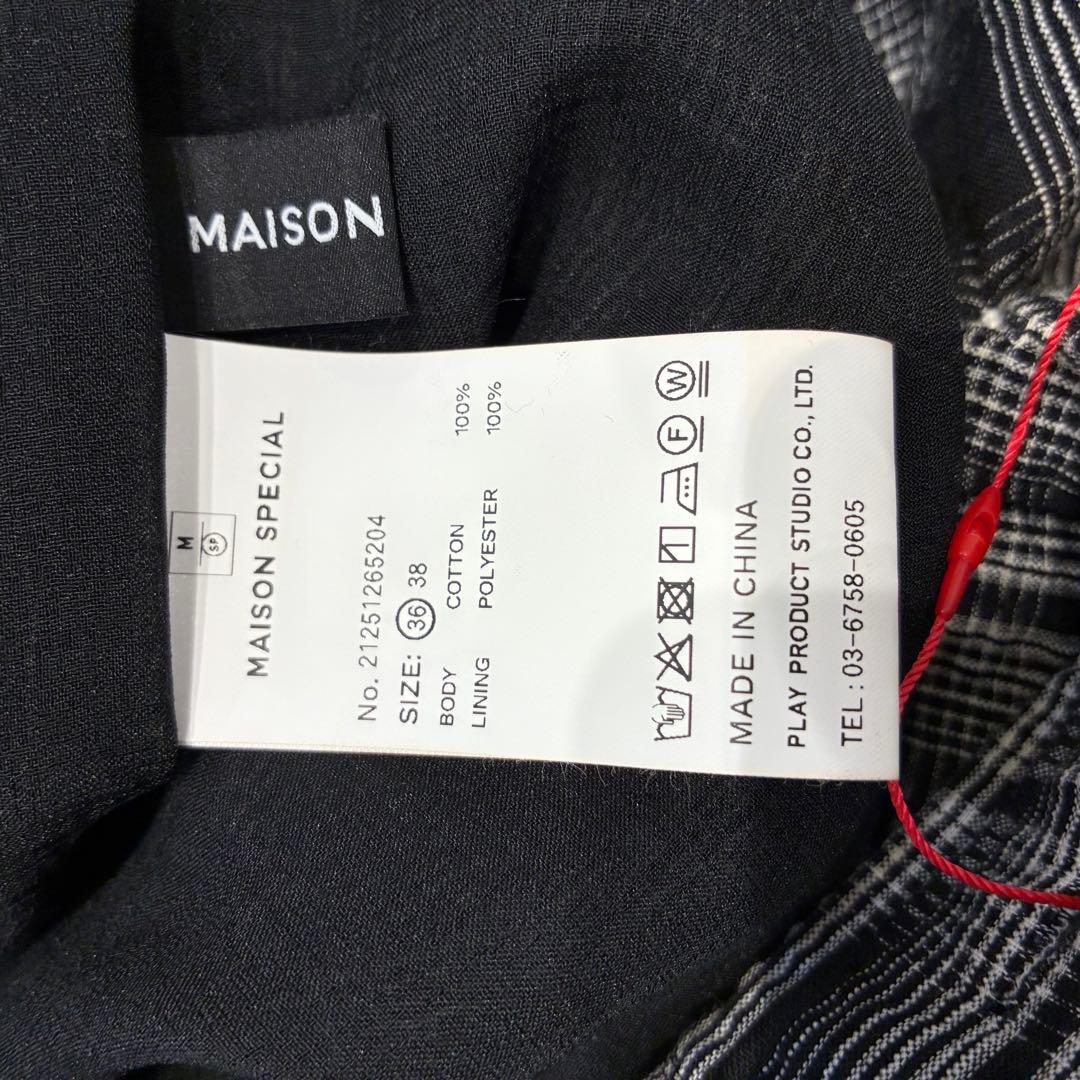 MAISON
M
SP
MAISON SPECIAL
No. 21251265204
SIZE: 36 38
BODY COTTON 100%
LINING POLYESTER 100%
F W
MADE IN CHINA
PLAY PRODUCT STUDIO CO., LTD.
TEL : 03-6758-0605